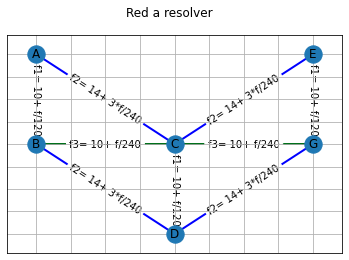 Red a resolver
A
E
f2= 14+ 3*f/240
f2= 14+ 3*f/240
f1= 10+ f/120
f1= 10+ f/120
B
f3= 10+ f/240
C
f3= 10+ f/240
G
f2= 14+ 3*f/240
f1= 10+ f/120
f2= 14+ 3*f/240
D